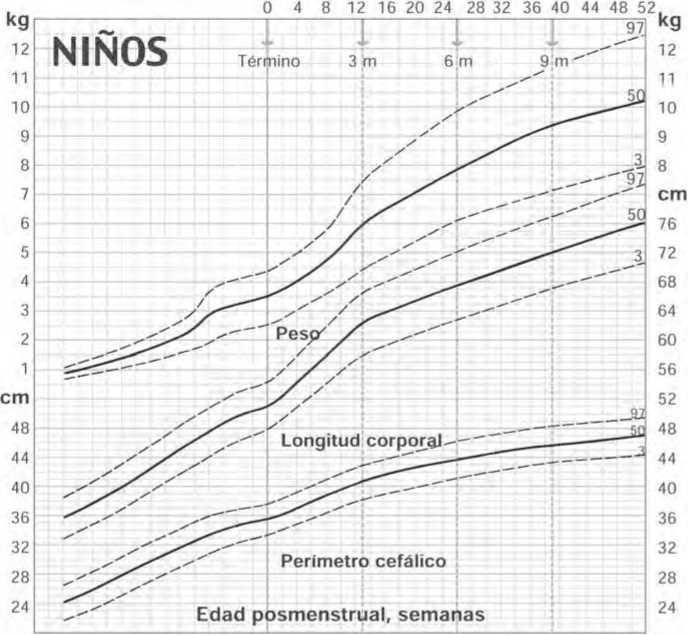 0 4 8 12 16 20 24 28 32 36 40 44 48 52
kg kg
NIÑOS
Término 3 m 6 m 9 m
97
12 12
11 11
50
10 10
9 9
3
8 8
97
7 cm
50
6 76
5 72
3
4 68
3 64
Peso
2 60
1 56
cm 52
97
48 48
50
Longitud corporal
3
44 44
40 40
36 36
32 32
Perímetro cefálico
28 28
24 24
Edad posmenstrual, semanas